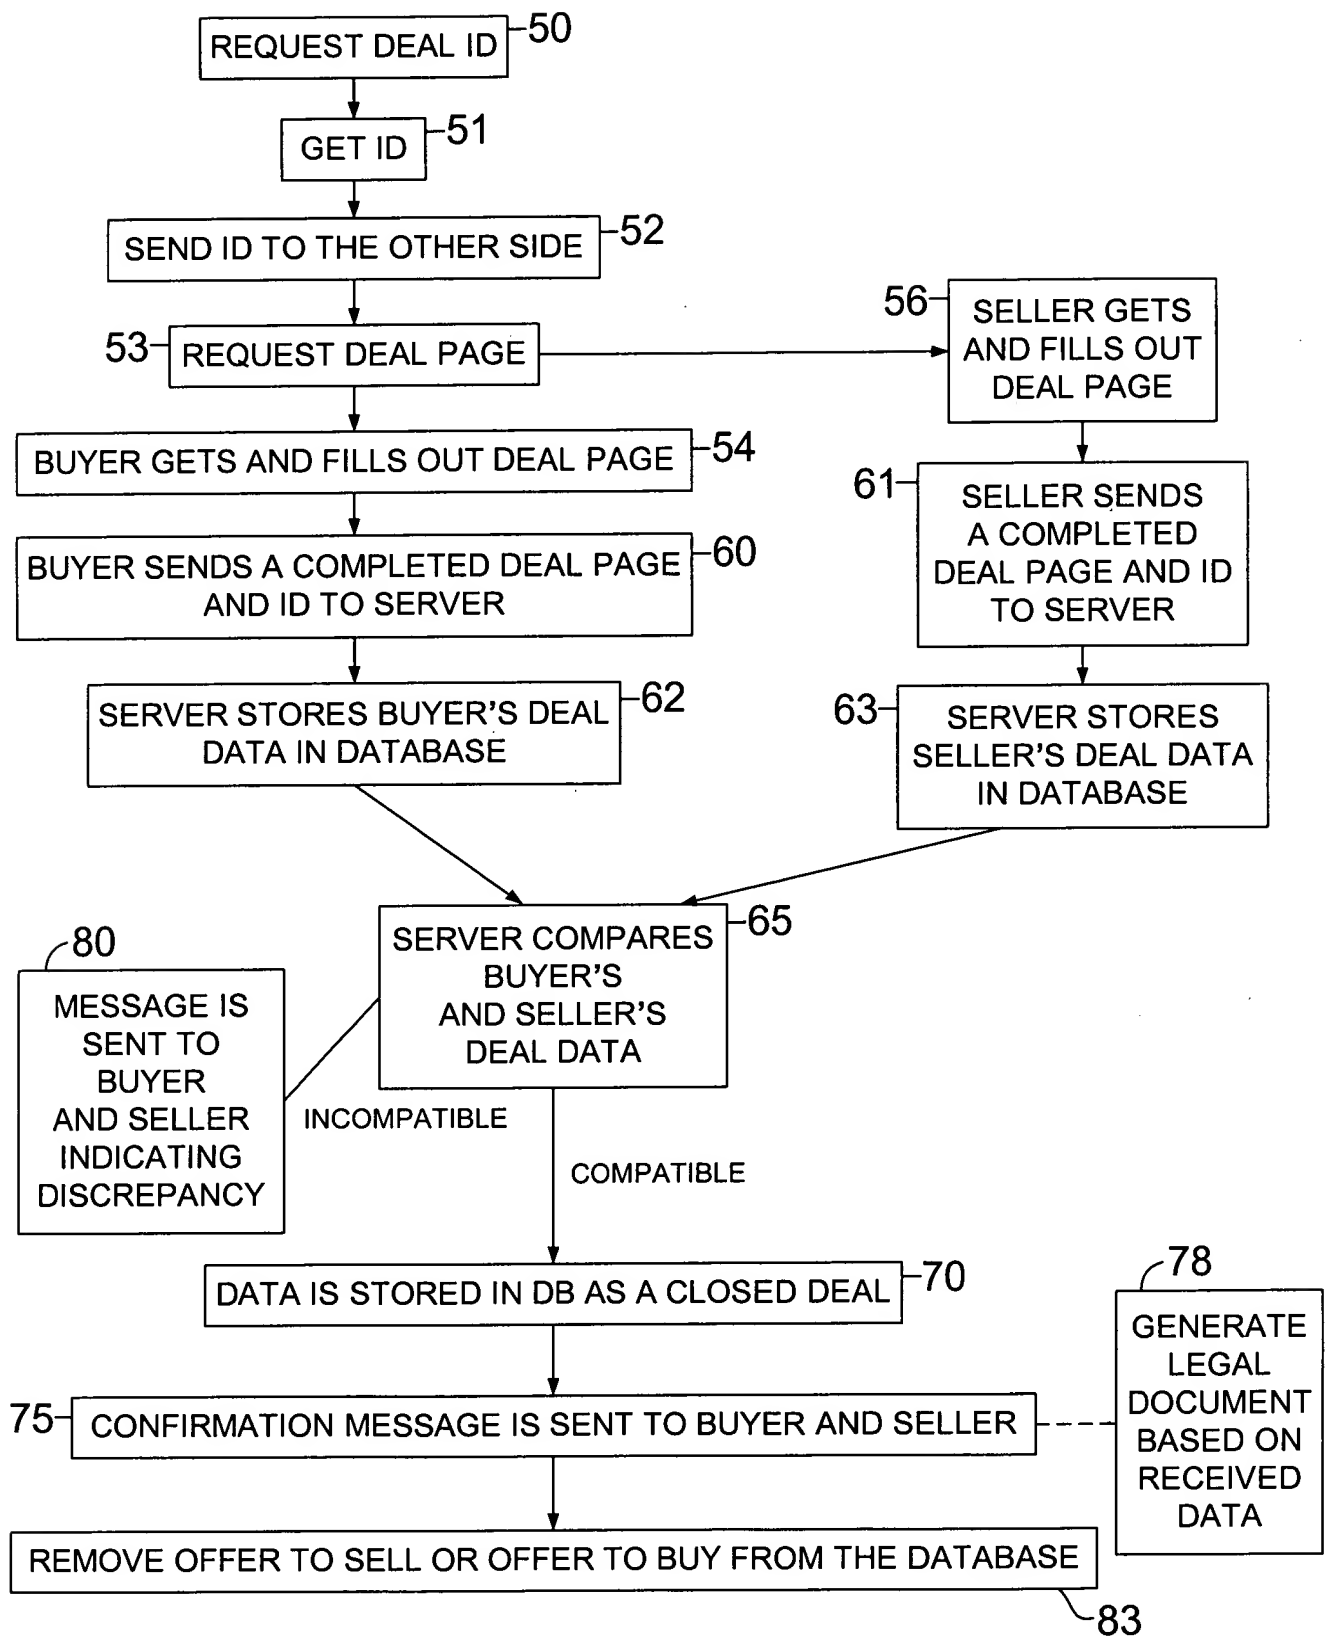 REQUEST DEAL ID
50
GET ID
51
SEND ID TO THE OTHER SIDE
52
53
REQUEST DEAL PAGE
56
SELLER GETS
AND FILLS OUT
DEAL PAGE
BUYER GETS AND FILLS OUT DEAL PAGE
54
61
SELLER SENDS
A COMPLETED
DEAL PAGE AND ID
TO SERVER
BUYER SENDS A COMPLETED DEAL PAGE
AND ID TO SERVER
60
SERVER STORES BUYER'S DEAL
DATA IN DATABASE
62
63
SERVER STORES
SELLER'S DEAL DATA
IN DATABASE
SERVER COMPARES
BUYER'S
AND SELLER'S
DEAL DATA
65
80
MESSAGE IS
SENT TO
BUYER
AND SELLER
INDICATING
DISCREPANCY
INCOMPATIBLE
COMPATIBLE
DATA IS STORED IN DB AS A CLOSED DEAL
70
78
GENERATE
LEGAL
DOCUMENT
BASED ON
RECEIVED
DATA
75
CONFIRMATION MESSAGE IS SENT TO BUYER AND SELLER
REMOVE OFFER TO SELL OR OFFER TO BUY FROM THE DATABASE
83